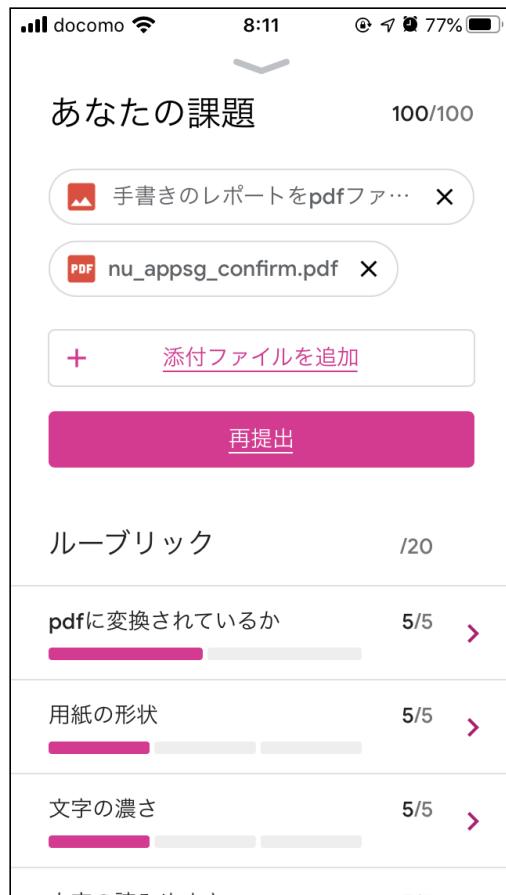 docomo 8:11 77%
あなたの課題 100/100
手書きのレポートをpdfファ…
PDF nu_appsg_confirm.pdf
+ 添付ファイルを追加
再提出
ルーブリック /20
pdfに変換されているか 5/5
用紙の形状 5/5
文字の濃さ 5/5